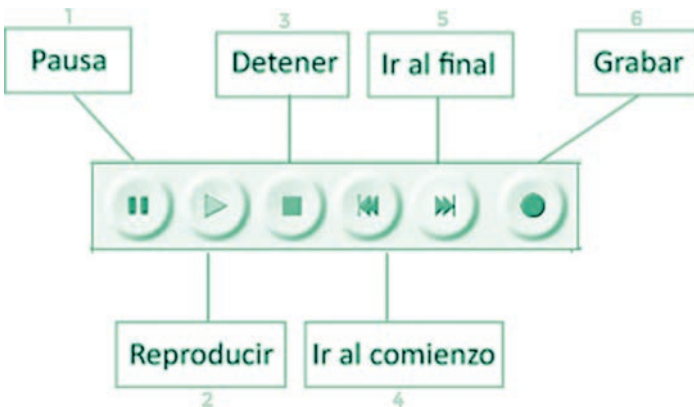 1 3 5 6
Pausa Detener Ir al final Grabar
Reproducir Ir al comienzo
2 4